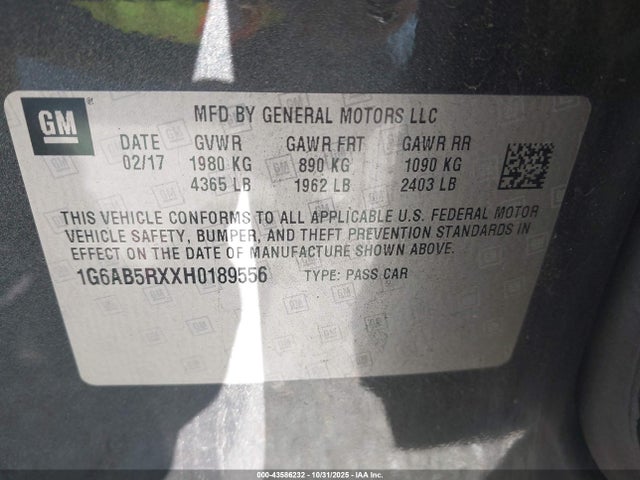 GM
MFD BY GENERAL MOTORS LLC
DATE GVWR GAWR FRT GAWR RR
02/17 1980 KG 890 KG 1090 KG
4365 LB 1962 LB 2403 LB
THIS VEHICLE CONFORMS TO ALL APPLICABLE U.S. FEDERAL MOTOR
VEHICLE SAFETY, BUMPER, AND THEFT PREVENTION STANDARDS IN
EFFECT ON THE DATE OF MANUFACTURE SHOWN ABOVE.
1G6AB5RXXH0189556 TYPE: PASS CAR
000-43586232 - 10/31/2025 - IAA Inc.